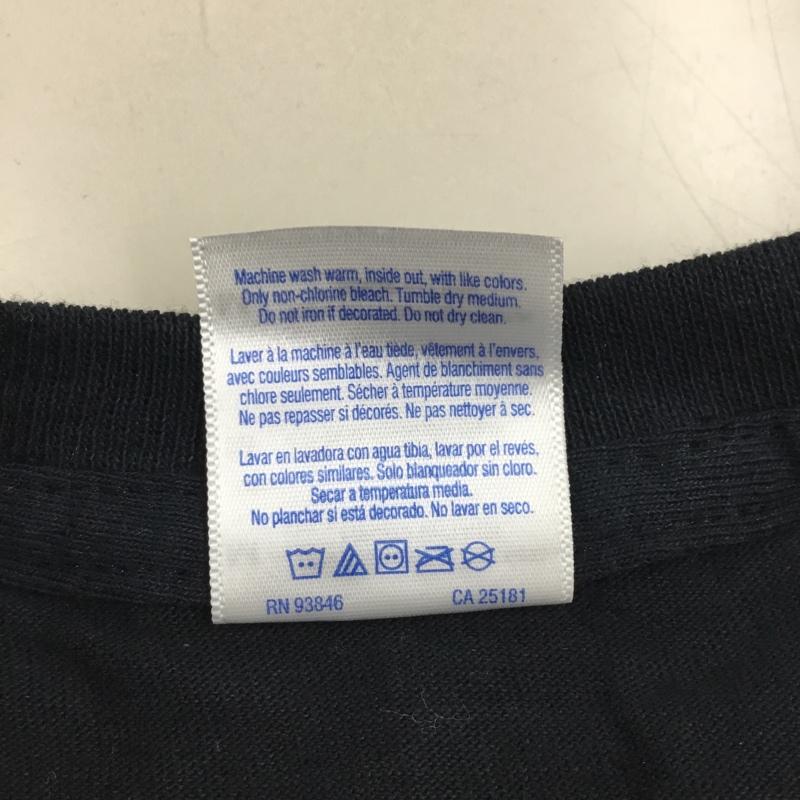 Machine wash warm, inside out, with like colors.
Only non-chlorine bleach. Tumble dry medium.
Do not iron if decorated. Do not dry clean.
Laver à la machine à l'eau tiède, vêtement à l'envers,
avec couleurs semblables. Agent de blanchiment sans
chlore seulement. Sécher à température moyenne.
Ne pas repasser si décorés. Ne pas nettoyer à sec.
Lavar en lavadora con agua tibia, lavar por el revés,
con colores similares. Solo blanqueador sin cloro.
Secar a temperatura media.
No planchar si está decorado. No lavar en seco.
RN 93846 CA 25181